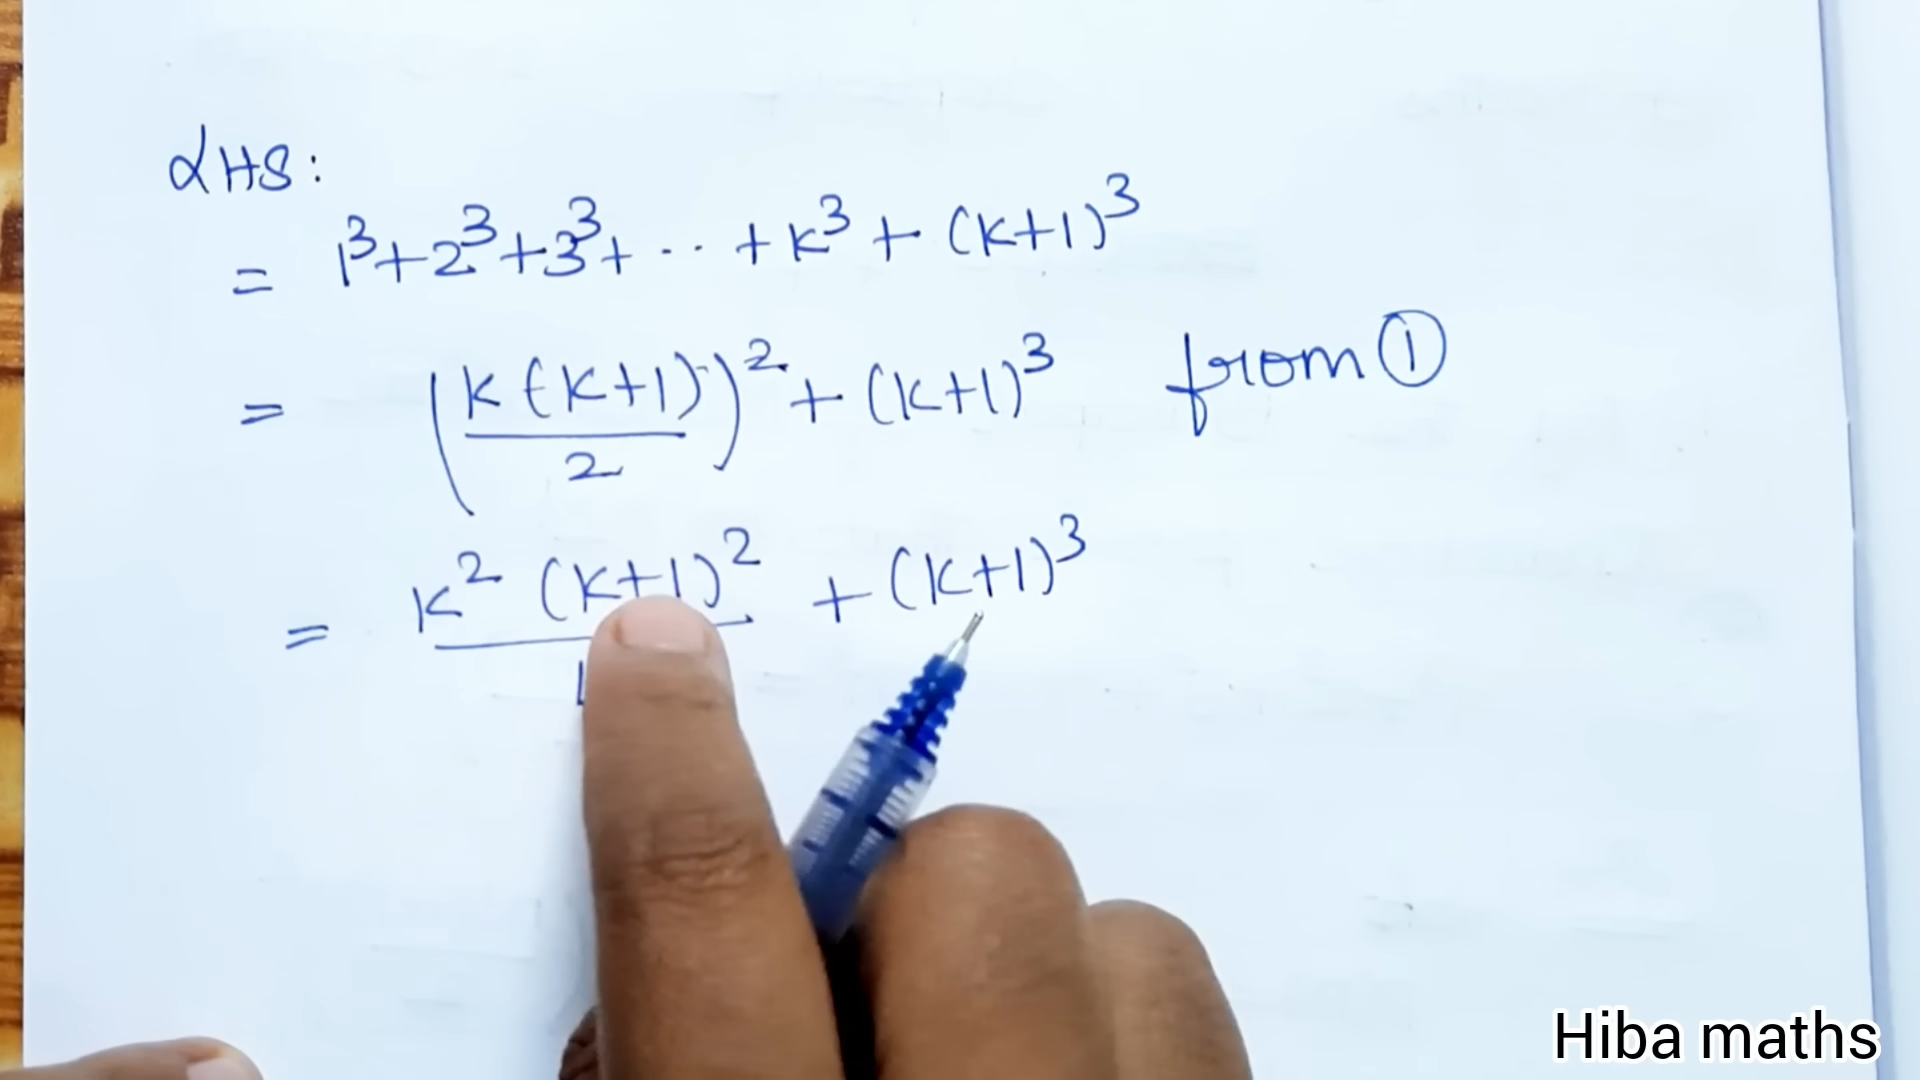 LHS:
= 1³+2³+3³+ .. +k³ + (k+1)³
= (k(k+1)/2)² + (k+1)³ from ①
= k² (k+1)² + (k+1)³
Hiba maths